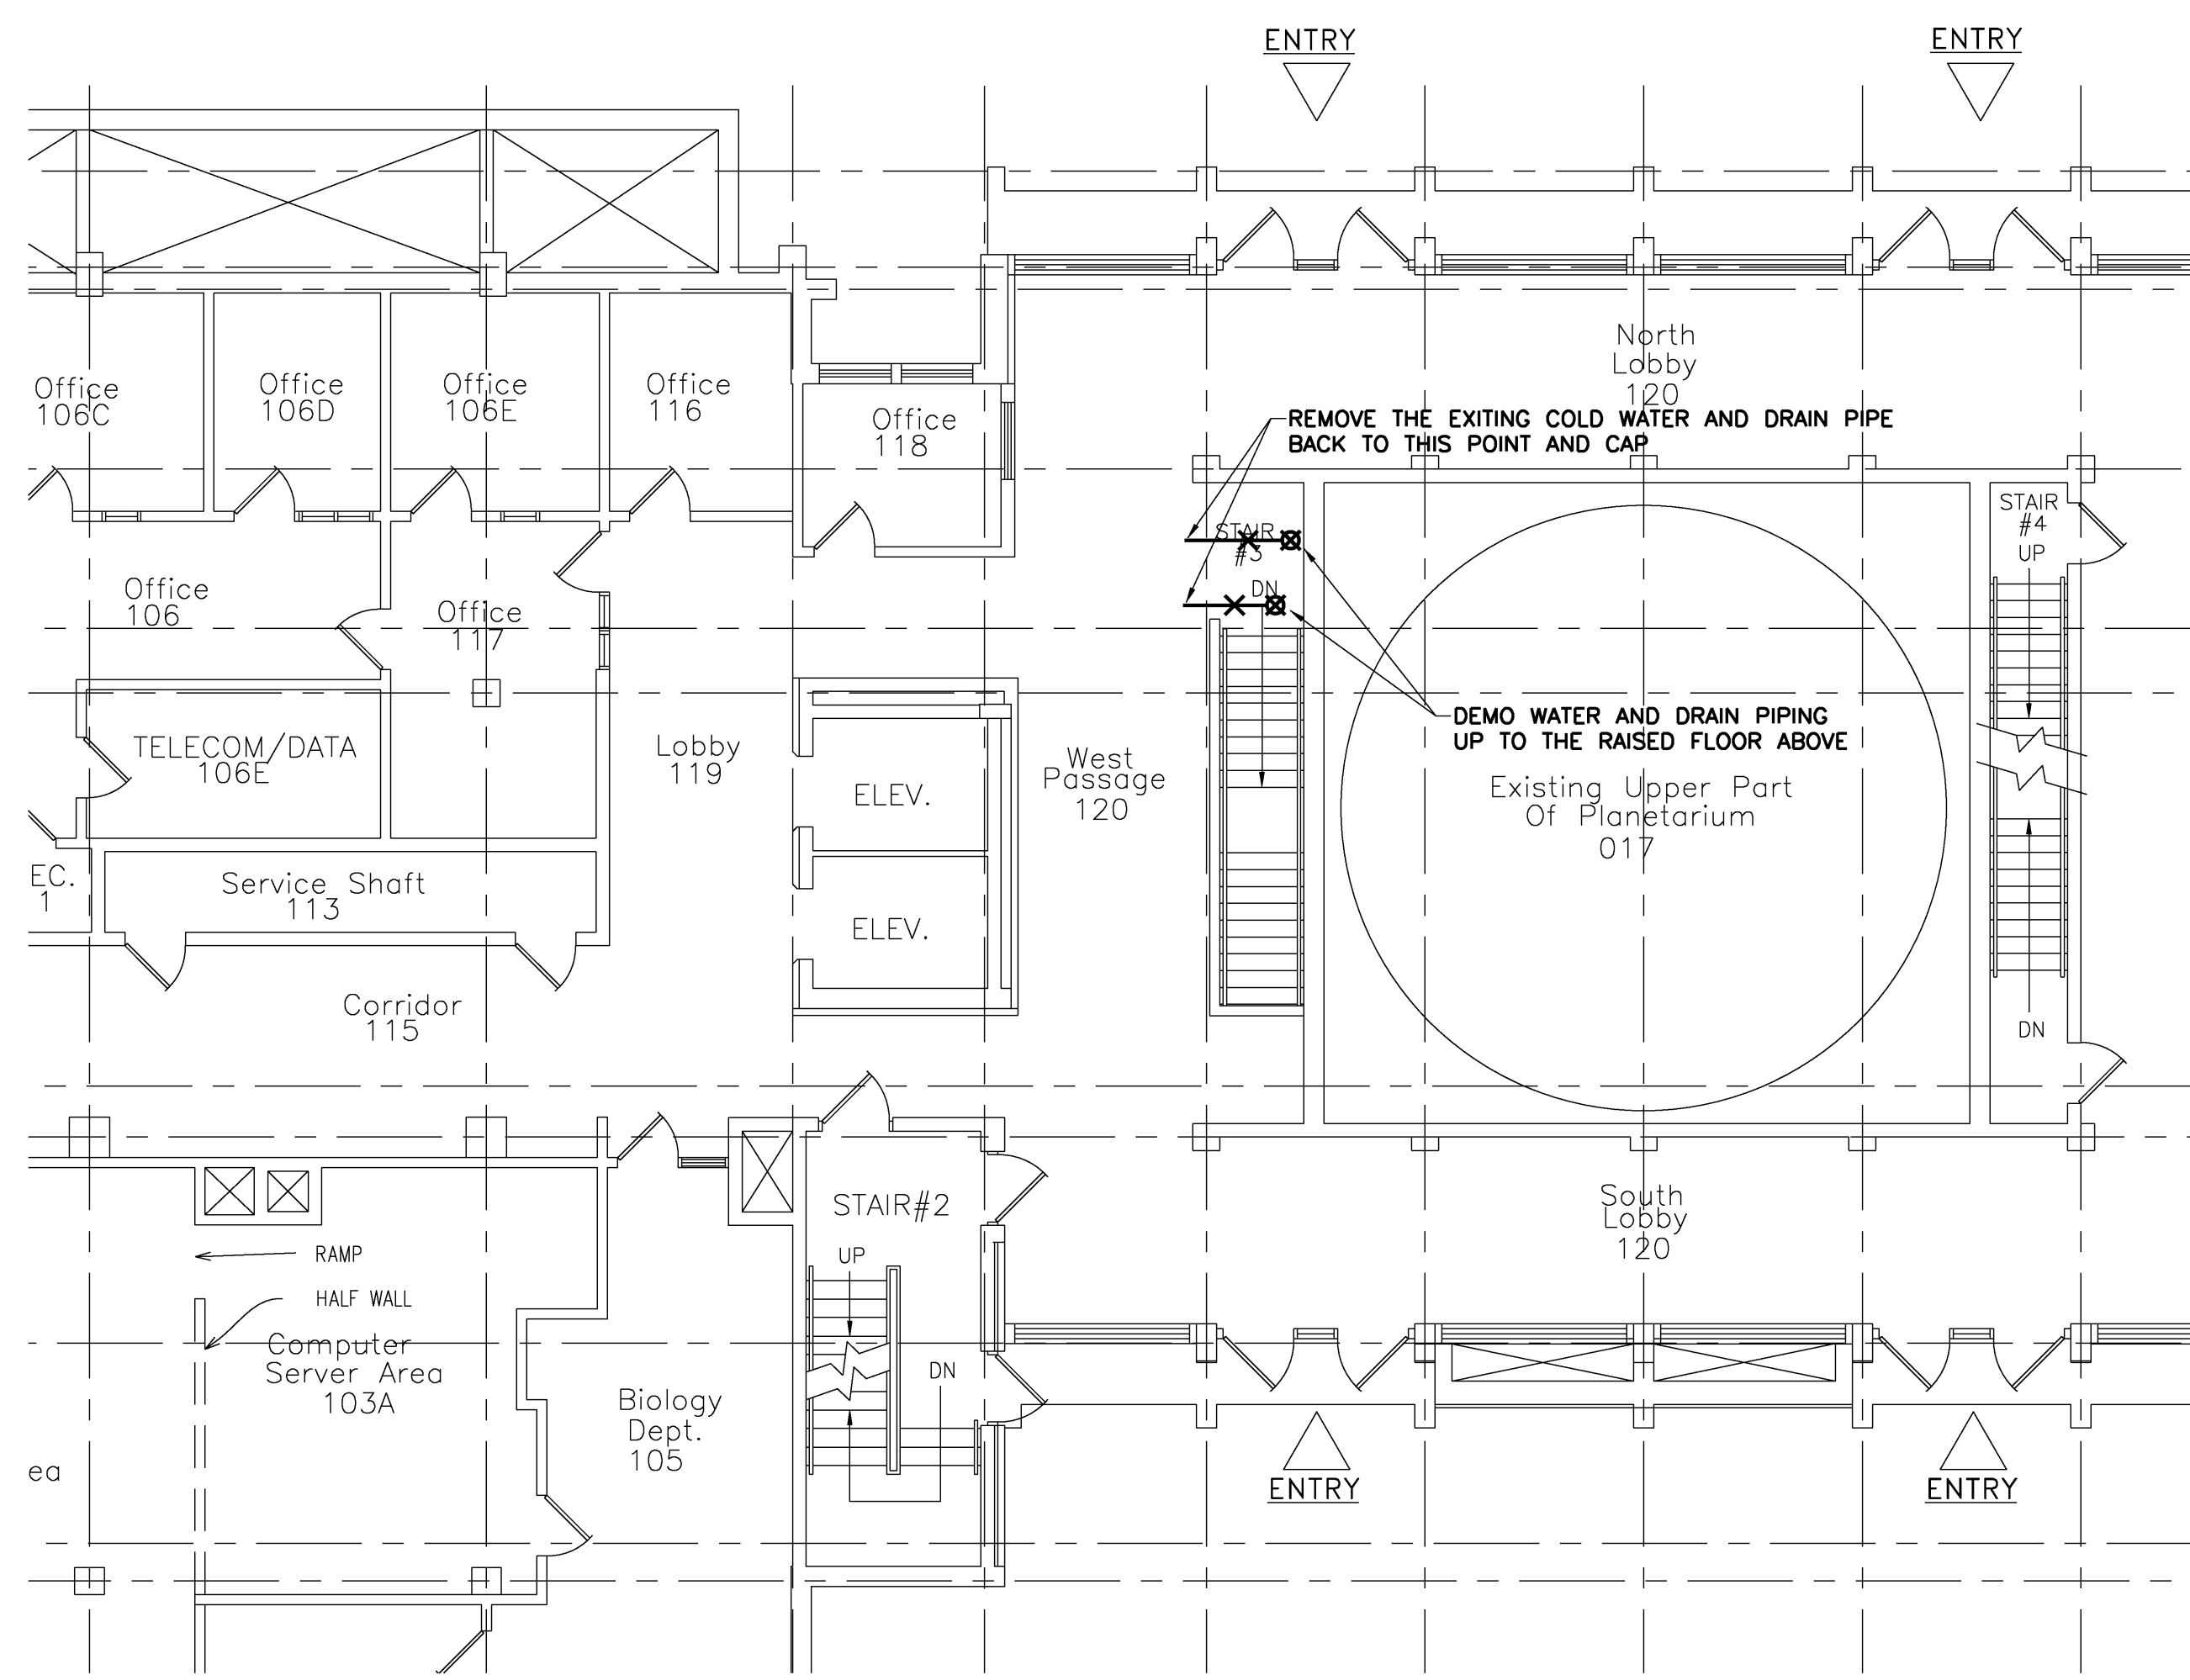 ENTRY
ENTRY
North
Lobby
120
Office
106C
Office
106D
Office
106E
Office
116
Office
118
REMOVE THE EXITING COLD WATER AND DRAIN PIPE
BACK TO THIS POINT AND CAP
STAIR
#3
DN
STAIR
#4
UP
Office
106
Office
117
DEMO WATER AND DRAIN PIPING
UP TO THE RAISED FLOOR ABOVE
TELECOM/DATA
106E
Lobby
119
ELEV.
West
Passage
120
Existing Upper Part
Of Planetarium
017
EC.
1
Service Shaft
113
ELEV.
Corridor
115
DN
STAIR#2
South
Lobby
120
RAMP
UP
HALF WALL
Computer
Server Area
103A
DN
Biology
Dept.
105
ea
ENTRY
ENTRY